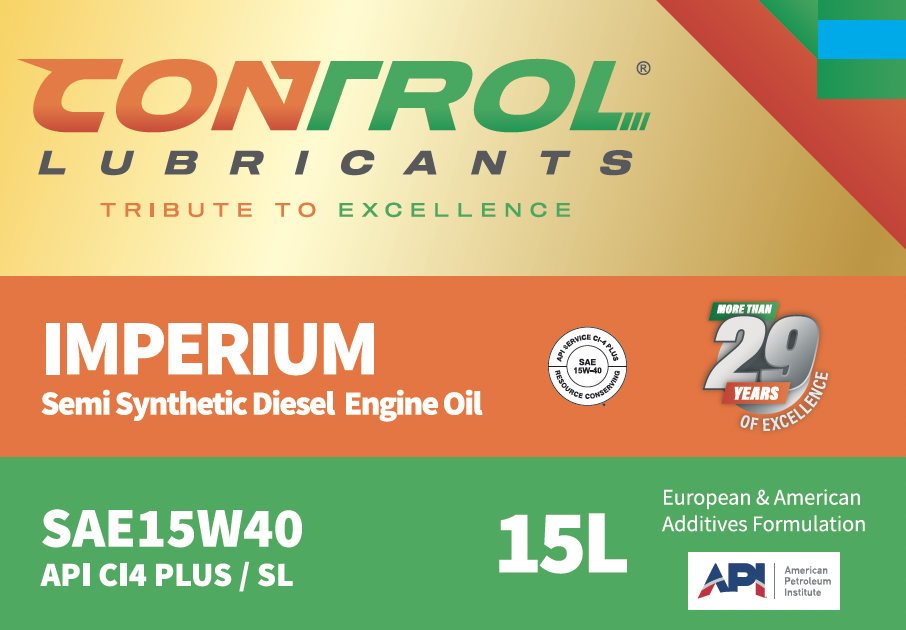 CONTROL®
LUBRICANTS
TRIBUTE TO EXCELLENCE
IMPERIUM
Semi Synthetic Diesel Engine Oil
API SERVICE CI-4 PLUS
SAE
15W-40
RESOURCE CONSERVING
MORE THAN
29
YEARS
OF EXCELLENCE
SAE15W40
API CI4 PLUS / SL
15L
European & American
Additives Formulation
API
American
Petroleum
Institute